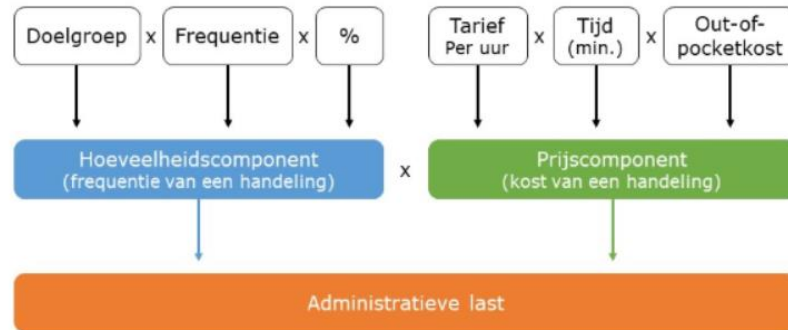 Doelgroep x Frequentie x % Tarief x Tijd x Out-of-
Per uur (min.) pocketkost
Hoeveelheidscomponent x Prijscomponent
(frequentie van een handeling) (kost van een handeling)
Administratieve last